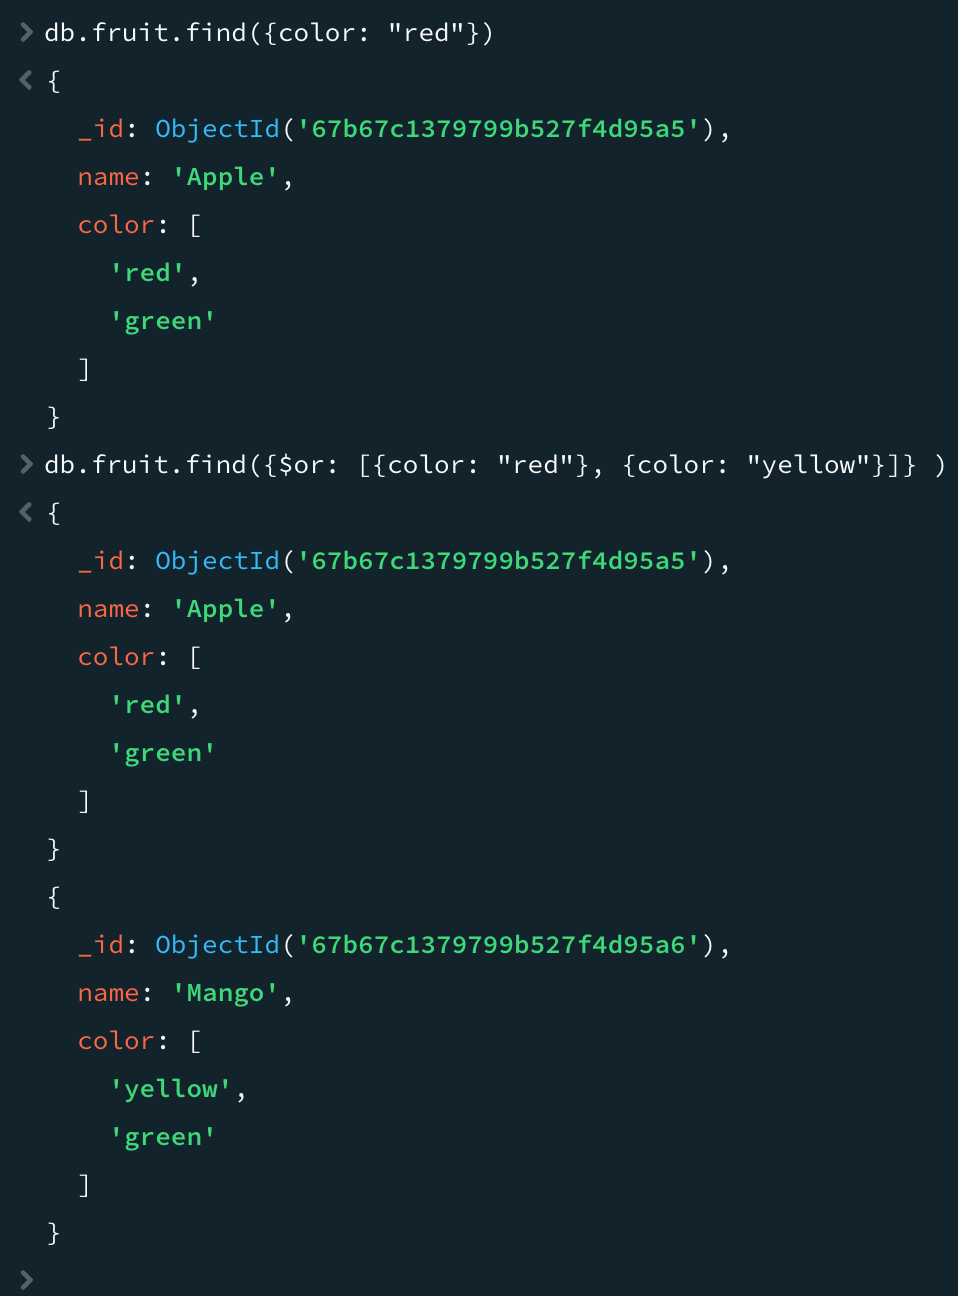 > db.fruit.find({color: "red"})
< {
    _id: ObjectId('67b67c1379799b527f4d95a5'),
    name: 'Apple',
    color: [
      'red',
      'green'
    ]
  }
> db.fruit.find({$or: [{color: "red"}, {color: "yellow"}]} )
< {
    _id: ObjectId('67b67c1379799b527f4d95a5'),
    name: 'Apple',
    color: [
      'red',
      'green'
    ]
  }
  {
    _id: ObjectId('67b67c1379799b527f4d95a6'),
    name: 'Mango',
    color: [
      'yellow',
      'green'
    ]
  }
>